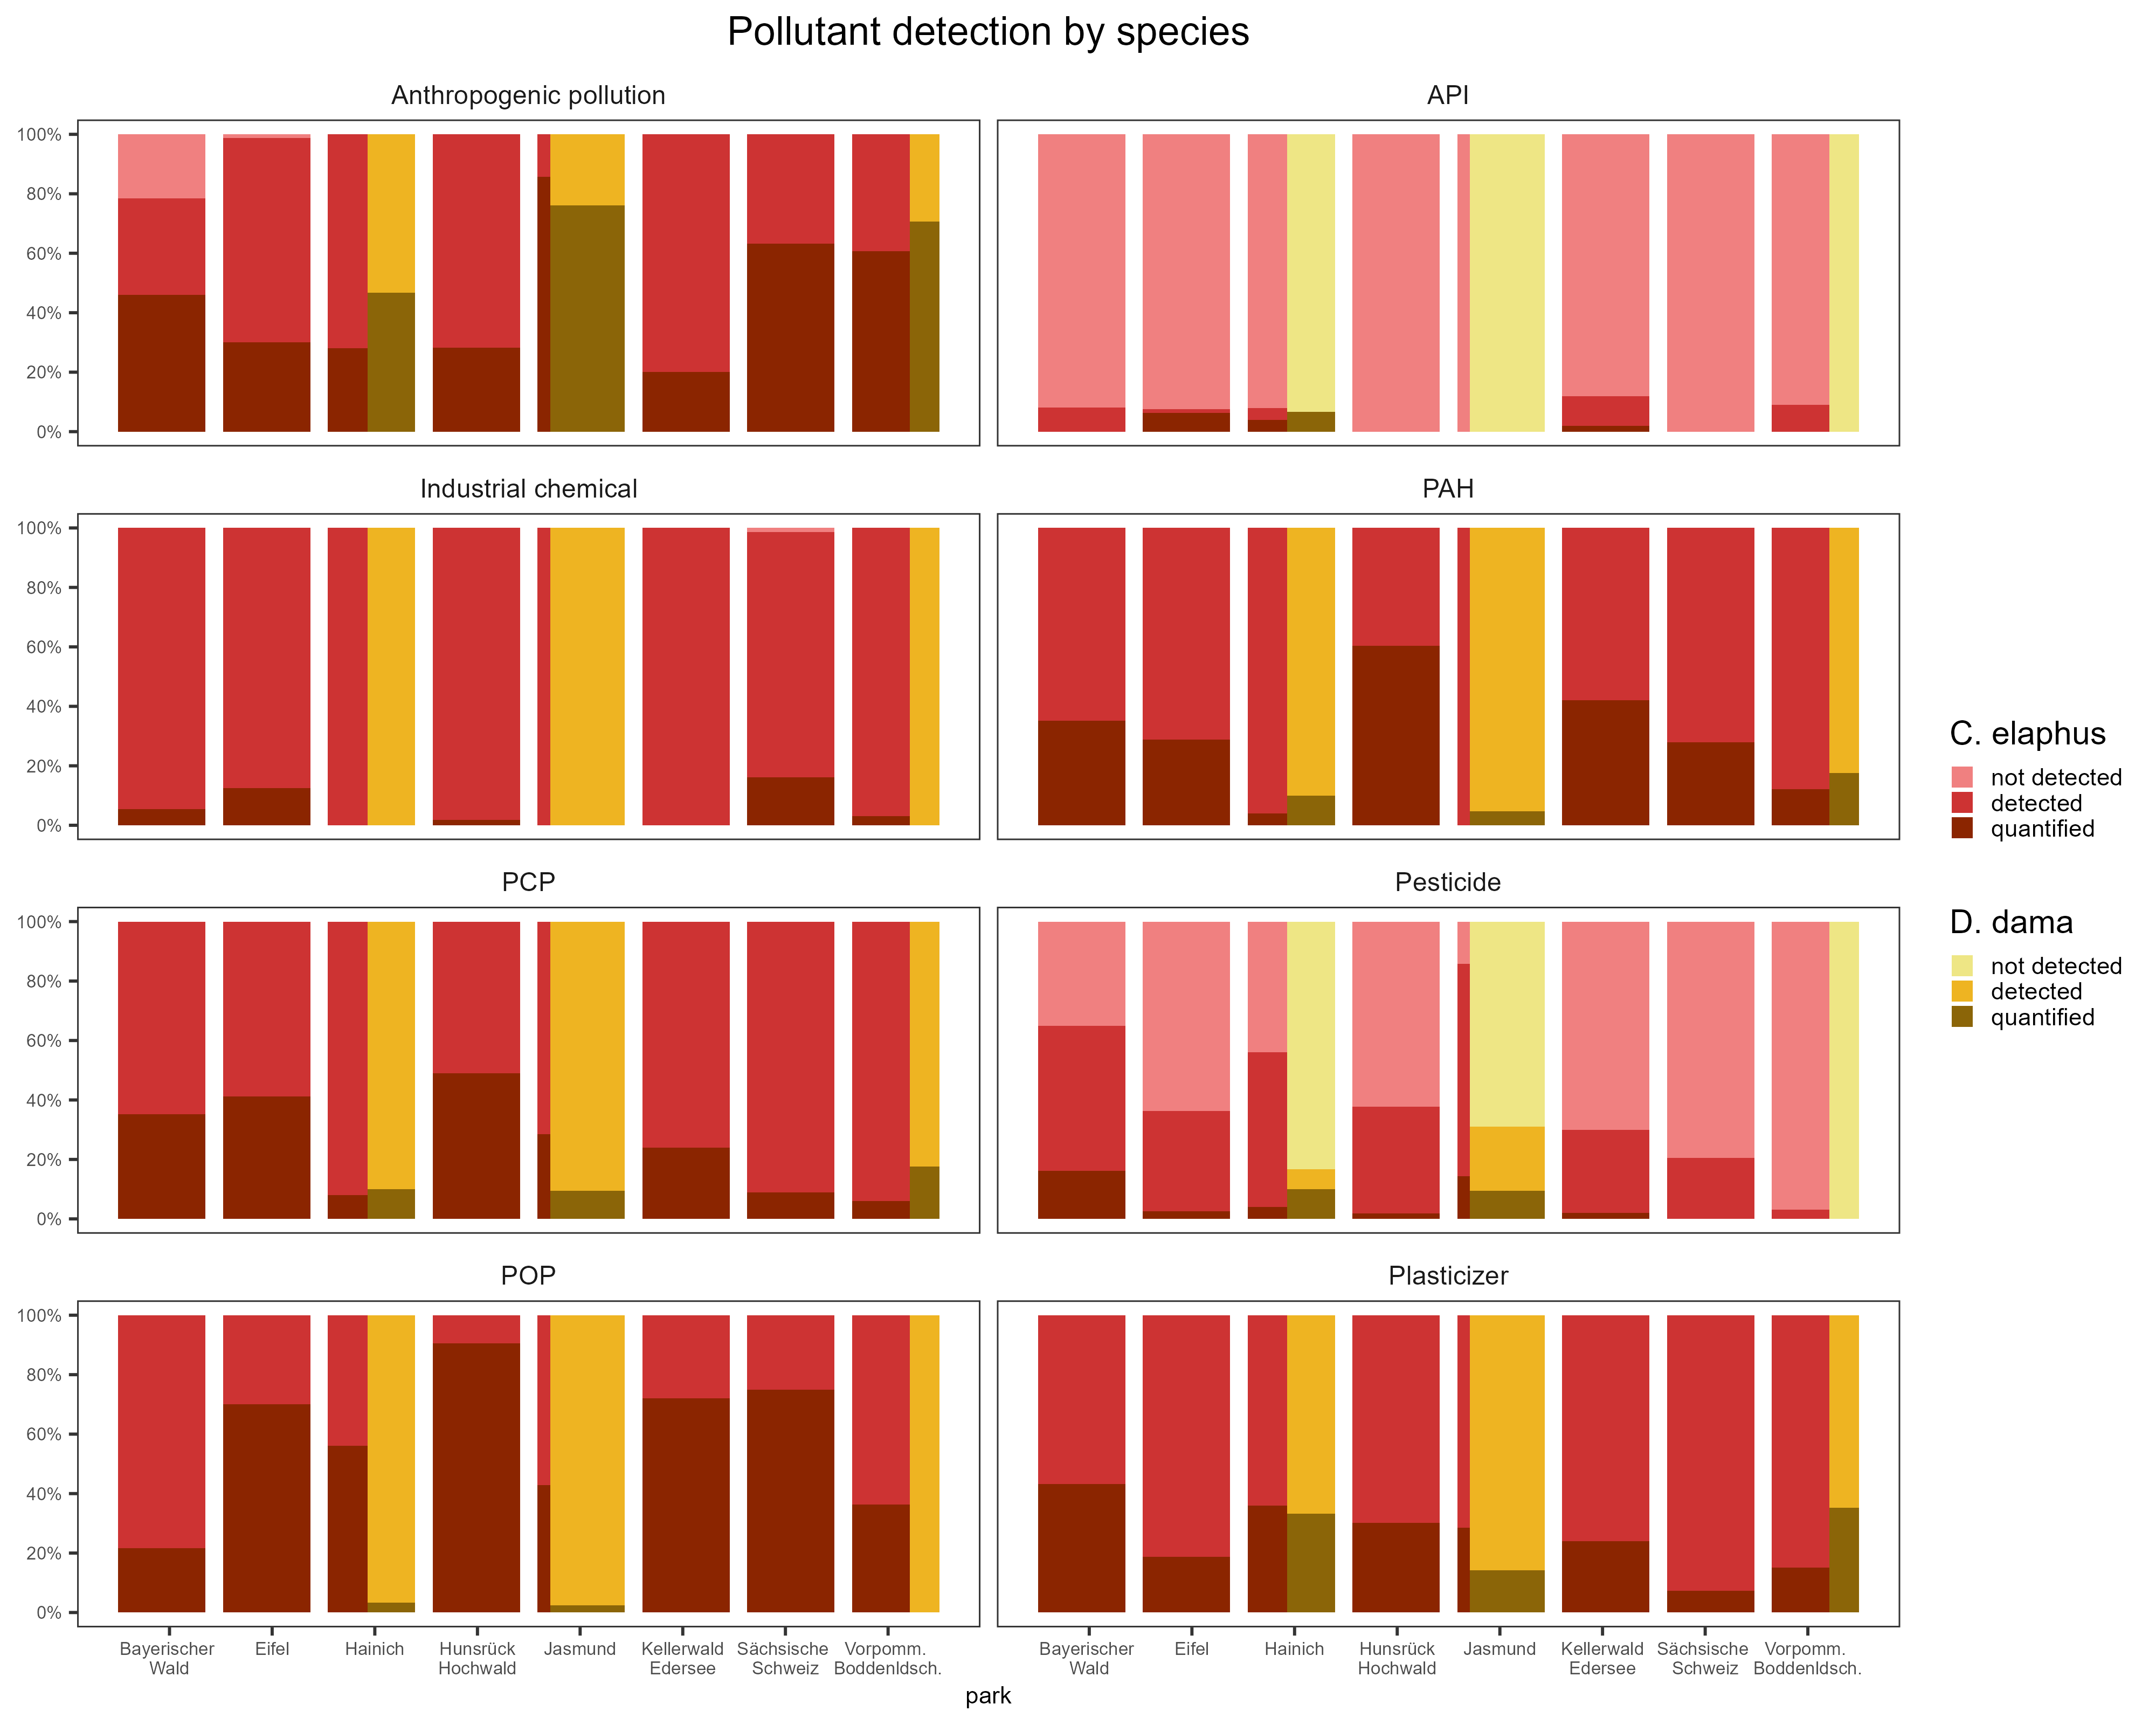 Pollutant detection by species
Anthropogenic pollution
API
100%
80%
60%
40%
20%
0%
Industrial chemical
PAH
100%
80%
60%
40%
20%
0%
PCP
Pesticide
100%
80%
60%
40%
20%
0%
POP
Plasticizer
100%
80%
60%
40%
20%
0%
Bayerischer
Wald
Eifel
Hainich
Hunsrück
Hochwald
Jasmund
Kellerwald
Edersee
Sächsische
Schweiz
Vorpomm.
Boddenldsch.
Bayerischer
Wald
Eifel
Hainich
Hunsrück
Hochwald
Jasmund
Kellerwald
Edersee
Sächsische
Schweiz
Vorpomm.
Boddenldsch.
park
C. elaphus
not detected
detected
quantified
D. dama
not detected
detected
quantified